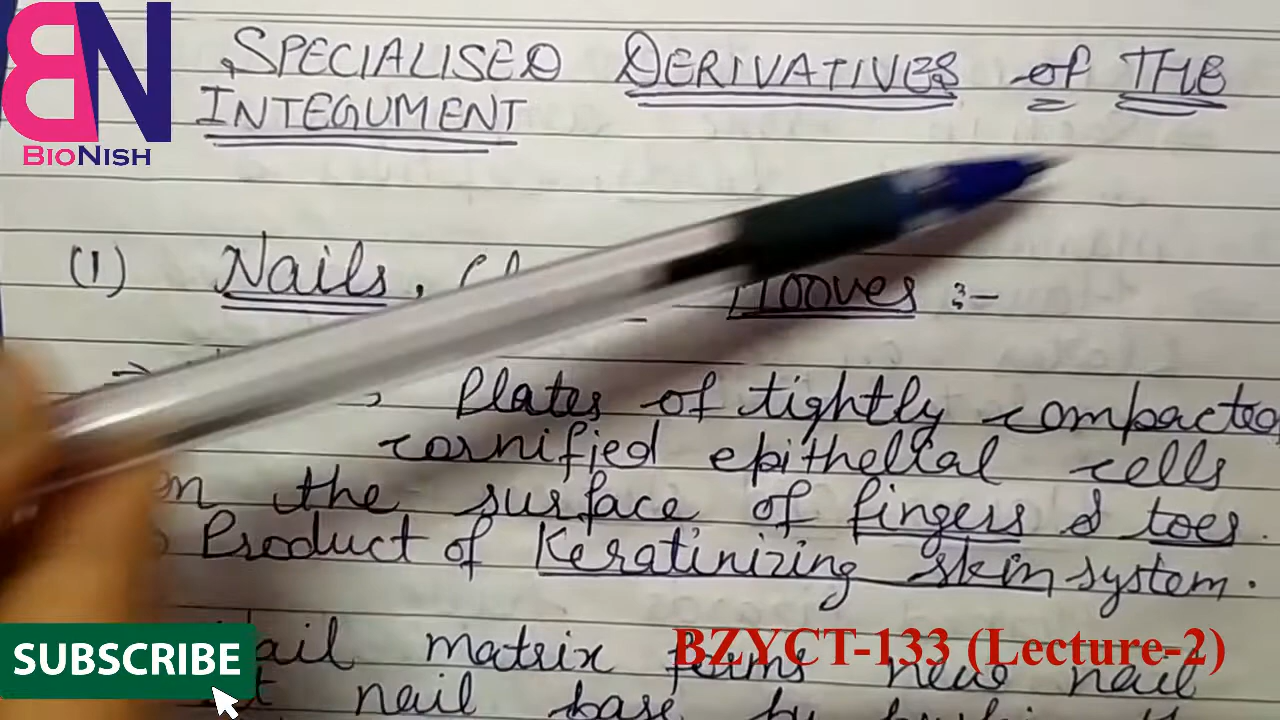 BN
BIONISH
SPECIALISED DERIVATIVES of THE
INTEGUMENT
(1) Nails, Hooves :-
→ Plates of tightly compacted
cornified epithelial cells
the surface of fingers & toes.
Product of Keratinizing skin system.
matrix forms new nail
nail base by
BZYCT-133 (Lecture-2)
SUBSCRIBE